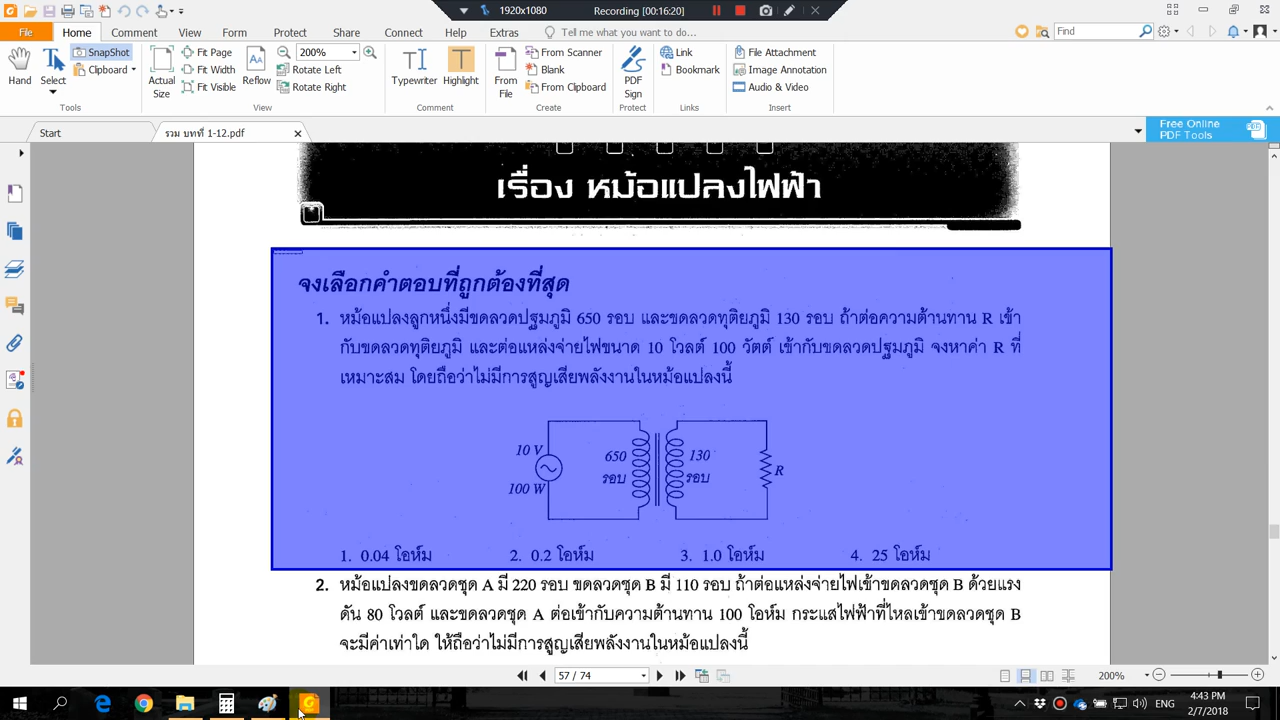 1920x1080
Recording [00:16:20]
File
Home
Comment
View
Form
Protect
Share
Connect
Help
Extras
Tell me what you want to do...
Find
Hand
Select
SnapShot
Clipboard
Tools
Actual Size
Fit Page
Fit Width
Fit Visible
Reflow
200%
Rotate Left
Rotate Right
View
Typewriter
Highlight
Comment
From File
From Scanner
Blank
From Clipboard
Create
PDF Sign
Protect
Link
Bookmark
Links
File Attachment
Image Annotation
Audio & Video
Insert
Start
รวม บทที่ 1-12.pdf
Free Online
PDF Tools
เรื่อง หม้อแปลงไฟฟ้า
จงเลือกคำตอบที่ถูกต้องที่สุด
1. หม้อแปลงลูกหนึ่งมีขดลวดปฐมภูมิ 650 รอบ และขดลวดทุติยภูมิ 130 รอบ ถ้าต่อความต้านทาน R เข้า
กับขดลวดทุติยภูมิ และต่อแหล่งจ่ายไฟขนาด 10 โวลต์ 100 วัตต์ เข้ากับขดลวดปฐมภูมิ จงหาค่า R ที่
เหมาะสม โดยถือว่าไม่มีการสูญเสียพลังงานในหม้อแปลงนี้
10 V
100 W
650
รอบ
130
รอบ
R
1. 0.04 โอห์ม 2. 0.2 โอห์ม 3. 1.0 โอห์ม 4. 25 โอห์ม
2. หม้อแปลงขดลวดชุด A มี 220 รอบ ขดลวดชุด B มี 110 รอบ ถ้าต่อแหล่งจ่ายไฟเข้าขดลวดชุด B ด้วยแรง
ดัน 80 โวลต์ และขดลวดชุด A ต่อเข้ากับความต้านทาน 100 โอห์ม กระแสไฟฟ้าที่ไหลเข้าขดลวดชุด B
จะมีค่าเท่าใด ให้ถือว่าไม่มีการสูญเสียพลังงานในหม้อแปลงนี้
57 / 74
200%
ENG
4:43 PM
2/7/2018